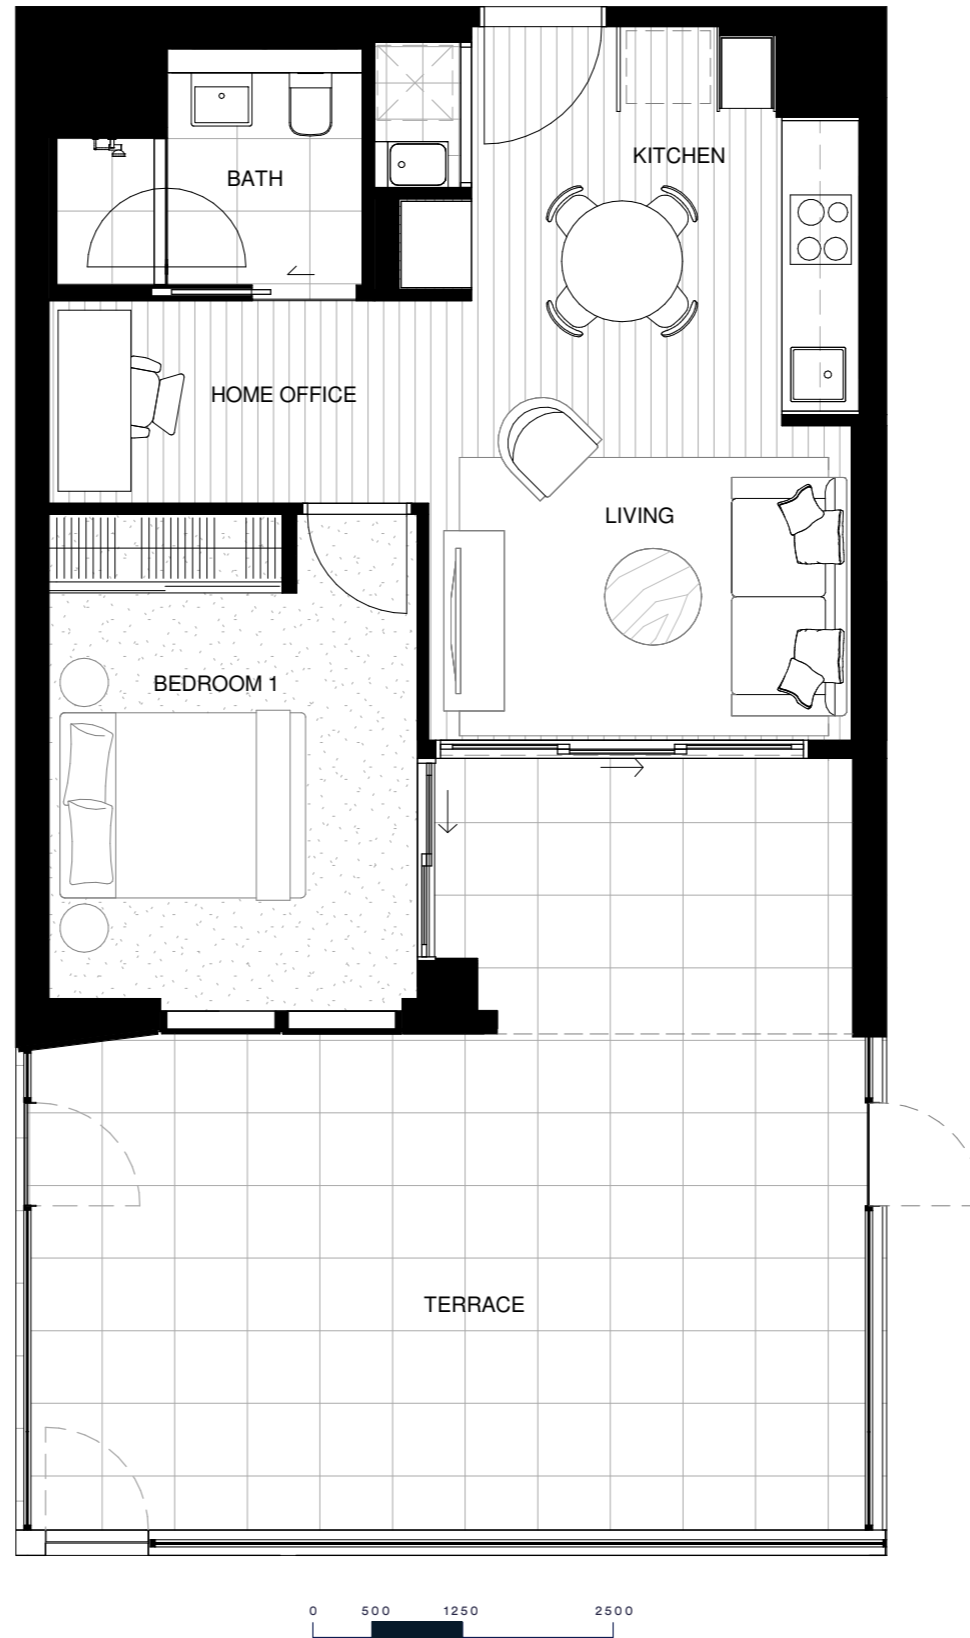 KITCHEN
BATH
HOME OFFICE
LIVING
BEDROOM 1
TERRACE
0 500 1250 2500